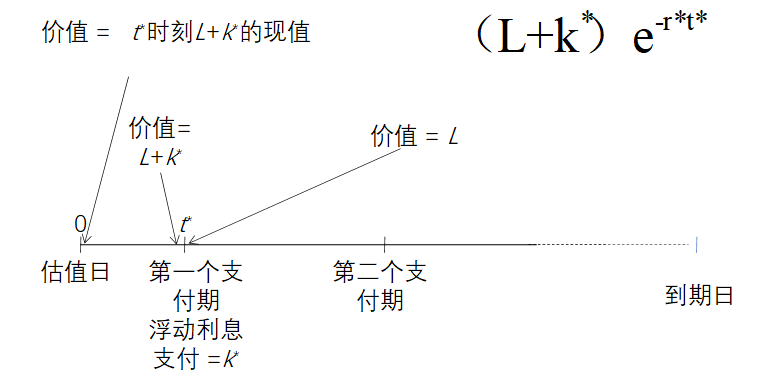 价值 = t*时刻L+k*的现值
（L+k*）e-r*t*
价值=
L+k*
价值 = L
0
t*
估值日
第一个支
付期
浮动利息
支付 =k*
第二个支
付期
到期日